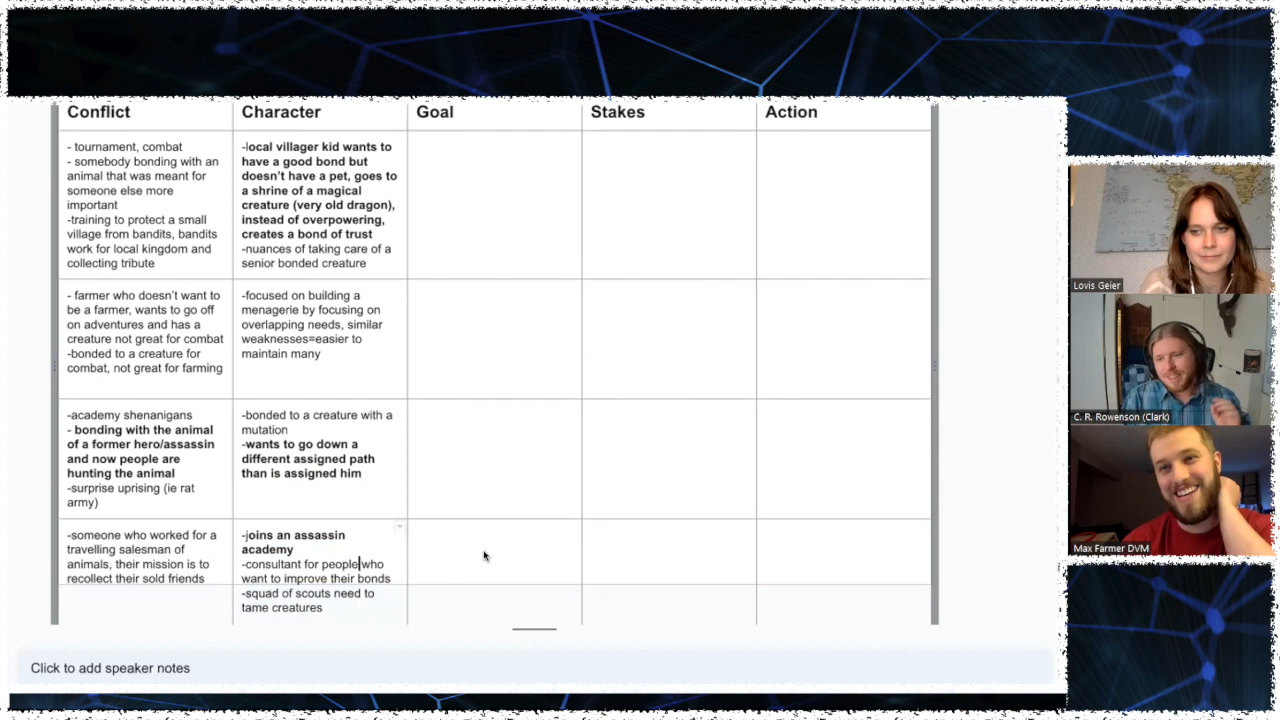 Conflict
Character
Goal
Stakes
Action
- tournament, combat
- somebody bonding with an
animal that was meant for
someone else more
important
-training to protect a small
village from bandits, bandits
work for local kingdom and
collecting tribute
-local villager kid wants to
have a good bond but
doesn't have a pet, goes to
a shrine of a magical
creature (very old dragon),
instead of overpowering,
creates a bond of trust
-nuances of taking care of a
senior bonded creature
- farmer who doesn't want to
be a farmer, wants to go off
on adventures and has a
creature not great for combat
-bonded to a creature for
combat, not great for farming
-focused on building a
menagerie by focusing on
overlapping needs, similar
weaknesses=easier to
maintain many
-academy shenanigans
- bonding with the animal
of a former hero/assassin
and now people are
hunting the animal
-surprise uprising (ie rat
army)
-bonded to a creature with a
mutation
-wants to go down a
different assigned path
than is assigned him
-someone who worked for a
travelling salesman of
animals, their mission is to
recollect their sold friends
-joins an assassin
academy
-consultant for people who
want to improve their bonds
-squad of scouts need to
tame creatures
Click to add speaker notes
Lovis Geier
C. R. Rowenson (Clark)
Max Farmer DVM